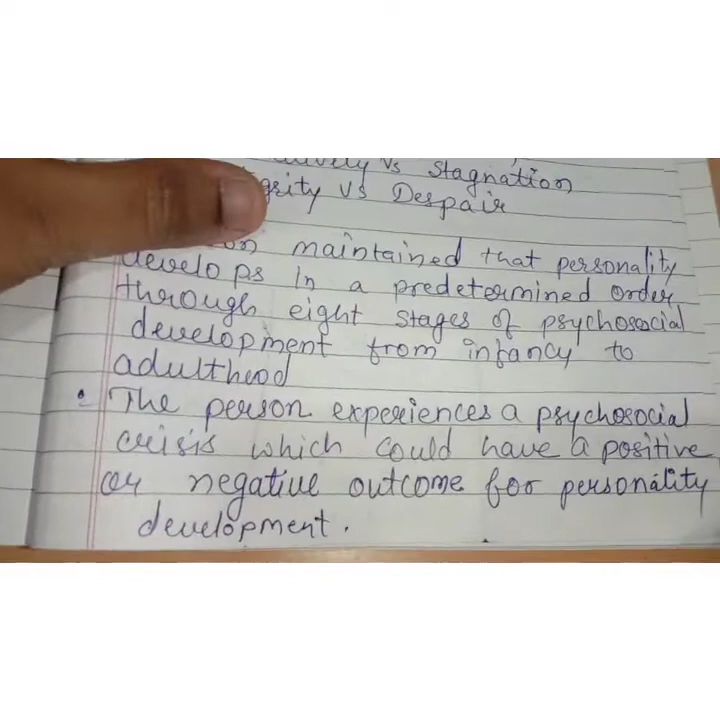 vs Stagnation
vs Despair
maintained that personality
develops in a predetermined order
through eight stages of psychosocial
development from infancy to
adulthood
• The person experiences a psychosocial
crisis which could have a positive
or negative outcome for personality
development.